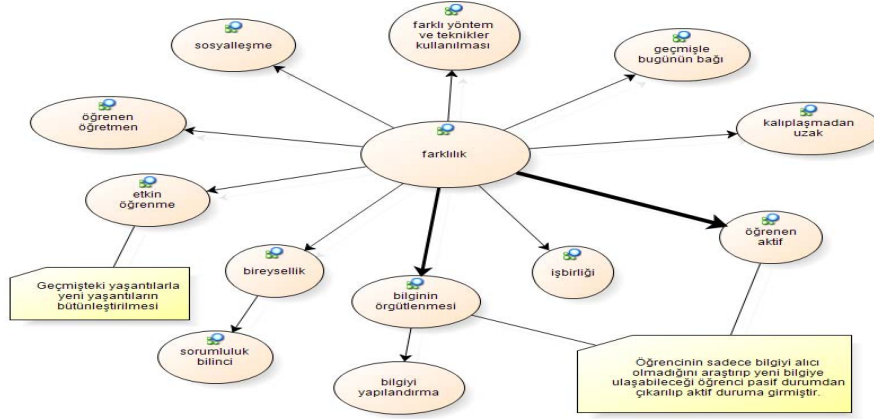 farklı yöntem
ve teknikler
kullanılması
sosyalleşme
geçmişle
bugünün bağı
öğrenen
öğretmen
kalıplaşmadan
uzak
farklılık
etkin
öğrenme
öğrenen
aktif
bireysellik
işbirliği
Geçmişteki yaşantılarla
yeni yaşantıların
bütünleştirilmesi
bilginin
örgütlenmesi
sorumluluk
bilinci
bilgiyi
yapılandırma
Öğrencinin sadece bilgiyi alıcı
olmadığını araştırıp yeni bilgiye
ulaşabileceği öğrenci pasif durumdan
çıkarılıp aktif duruma girmiştir.